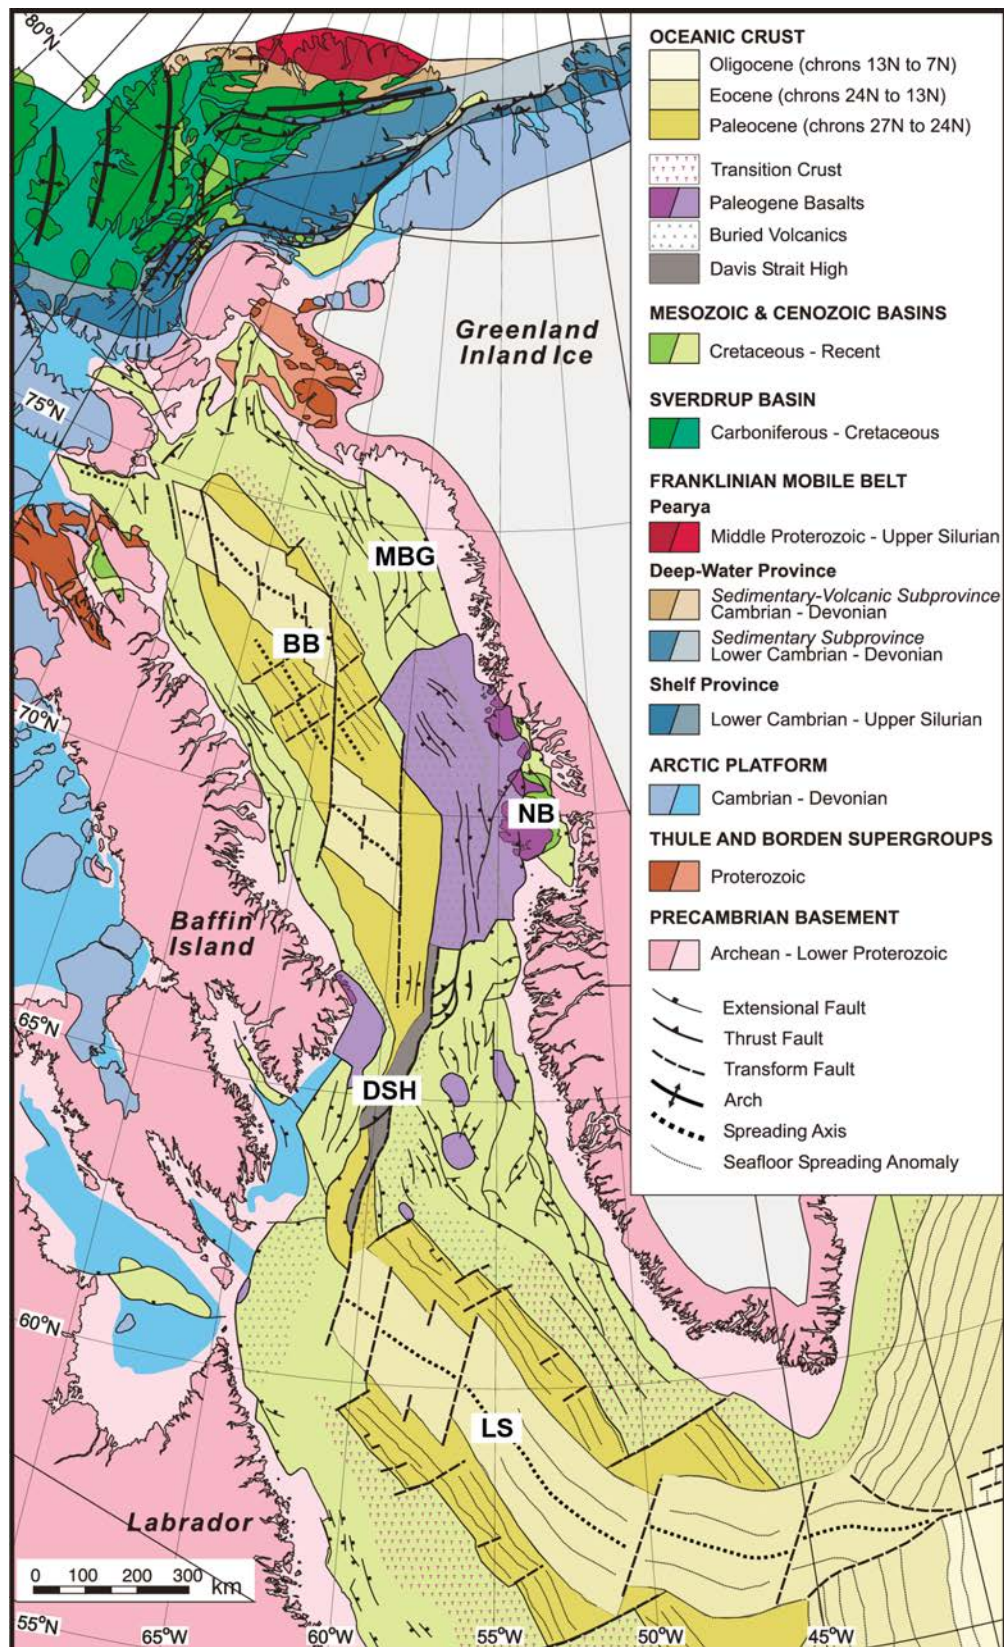 80°N
75°N
70°N
65°N
60°N
55°N
65°W
60°W
55°W
50°W
45°W
Greenland
Inland Ice
MBG
BB
NB
Baffin
Island
DSH
LS
Labrador
0 100 200 300 km
OCEANIC CRUST
Oligocene (chrons 13N to 7N)
Eocene (chrons 24N to 13N)
Paleocene (chrons 27N to 24N)
Transition Crust
Paleogene Basalts
Buried Volcanics
Davis Strait High
MESOZOIC & CENOZOIC BASINS
Cretaceous - Recent
SVERDRUP BASIN
Carboniferous - Cretaceous
FRANKLINIAN MOBILE BELT
Pearya
Middle Proterozoic - Upper Silurian
Deep-Water Province
Sedimentary-Volcanic Subprovince
Cambrian - Devonian
Sedimentary Subprovince
Lower Cambrian - Devonian
Shelf Province
Lower Cambrian - Upper Silurian
ARCTIC PLATFORM
Cambrian - Devonian
THULE AND BORDEN SUPERGROUPS
Proterozoic
PRECAMBRIAN BASEMENT
Archean - Lower Proterozoic
Extensional Fault
Thrust Fault
Transform Fault
Arch
Spreading Axis
Seafloor Spreading Anomaly